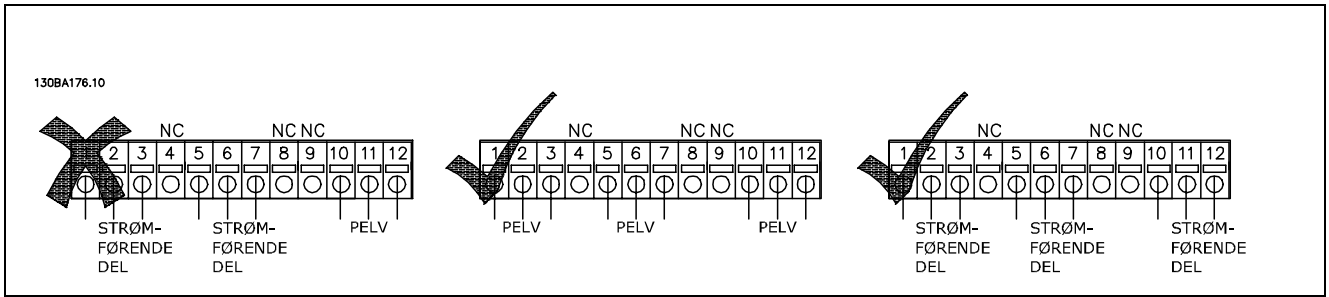 130BA176.10
NC NC NC
2 3 4 5 6 7 8 9 10 11 12
STRØM-
FØRENDE
DEL
STRØM-
FØRENDE
DEL
PELV
NC NC NC
1 2 3 4 5 6 7 8 9 10 11 12
PELV PELV PELV
NC NC NC
1 2 3 4 5 6 7 8 9 10 11 12
STRØM-
FØRENDE
DEL
STRØM-
FØRENDE
DEL
STRØM-
FØRENDE
DEL